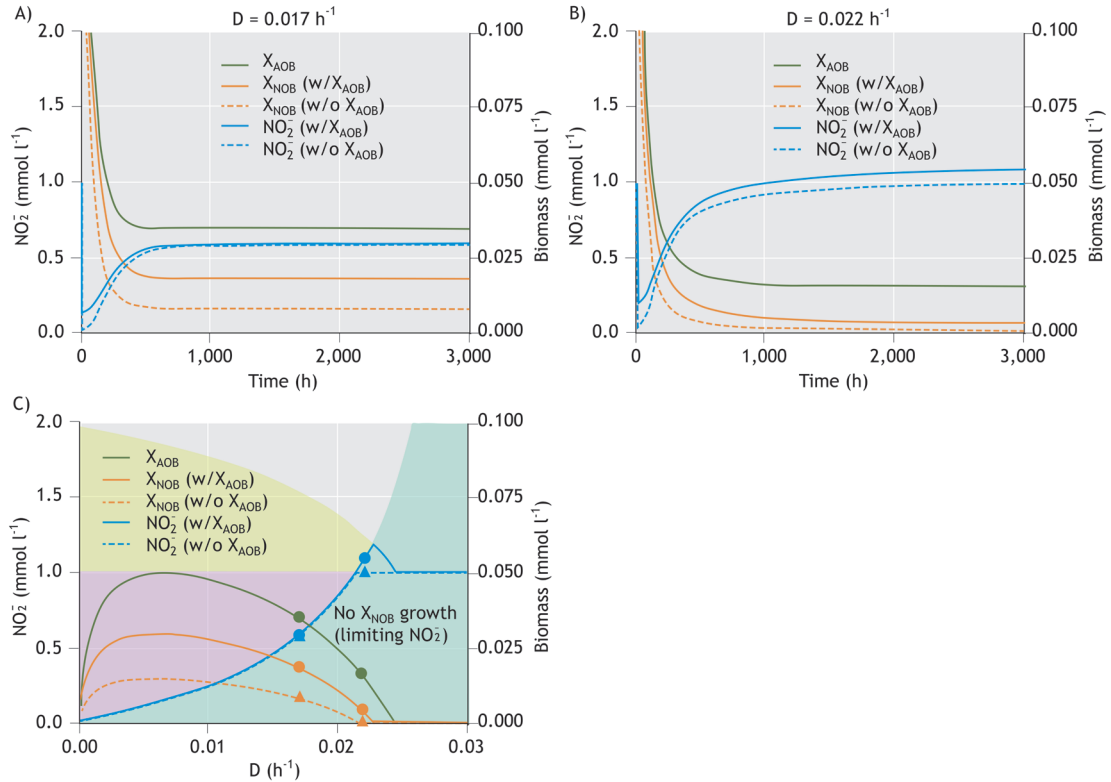 A)
D = 0.017 h⁻¹
2.0
1.5
1.0
0.5
0.0
NO₂⁻ (mmol l⁻¹)
X_AOB
X_NOB (w/X_AOB)
X_NOB (w/o X_AOB)
NO₂⁻ (w/X_AOB)
NO₂⁻ (w/o X_AOB)
0.100
0.075
0.050
0.025
0.000
Biomass (mmol l⁻¹)
0
1,000
2,000
3,000
Time (h)
B)
D = 0.022 h⁻¹
2.0
1.5
1.0
0.5
0.0
NO₂⁻ (mmol l⁻¹)
X_AOB
X_NOB (w/X_AOB)
X_NOB (w/o X_AOB)
NO₂⁻ (w/X_AOB)
NO₂⁻ (w/o X_AOB)
0.100
0.075
0.050
0.025
0.000
Biomass (mmol l⁻¹)
0
1,000
2,000
3,000
Time (h)
C)
2.0
1.5
1.0
0.5
0.0
NO₂⁻ (mmol l⁻¹)
X_AOB
X_NOB (w/X_AOB)
X_NOB (w/o X_AOB)
NO₂⁻ (w/X_AOB)
NO₂⁻ (w/o X_AOB)
No X_NOB growth
(limiting NO₂⁻)
0.100
0.075
0.050
0.025
0.000
Biomass (mmol l⁻¹)
0.00
0.01
0.02
0.03
D (h⁻¹)